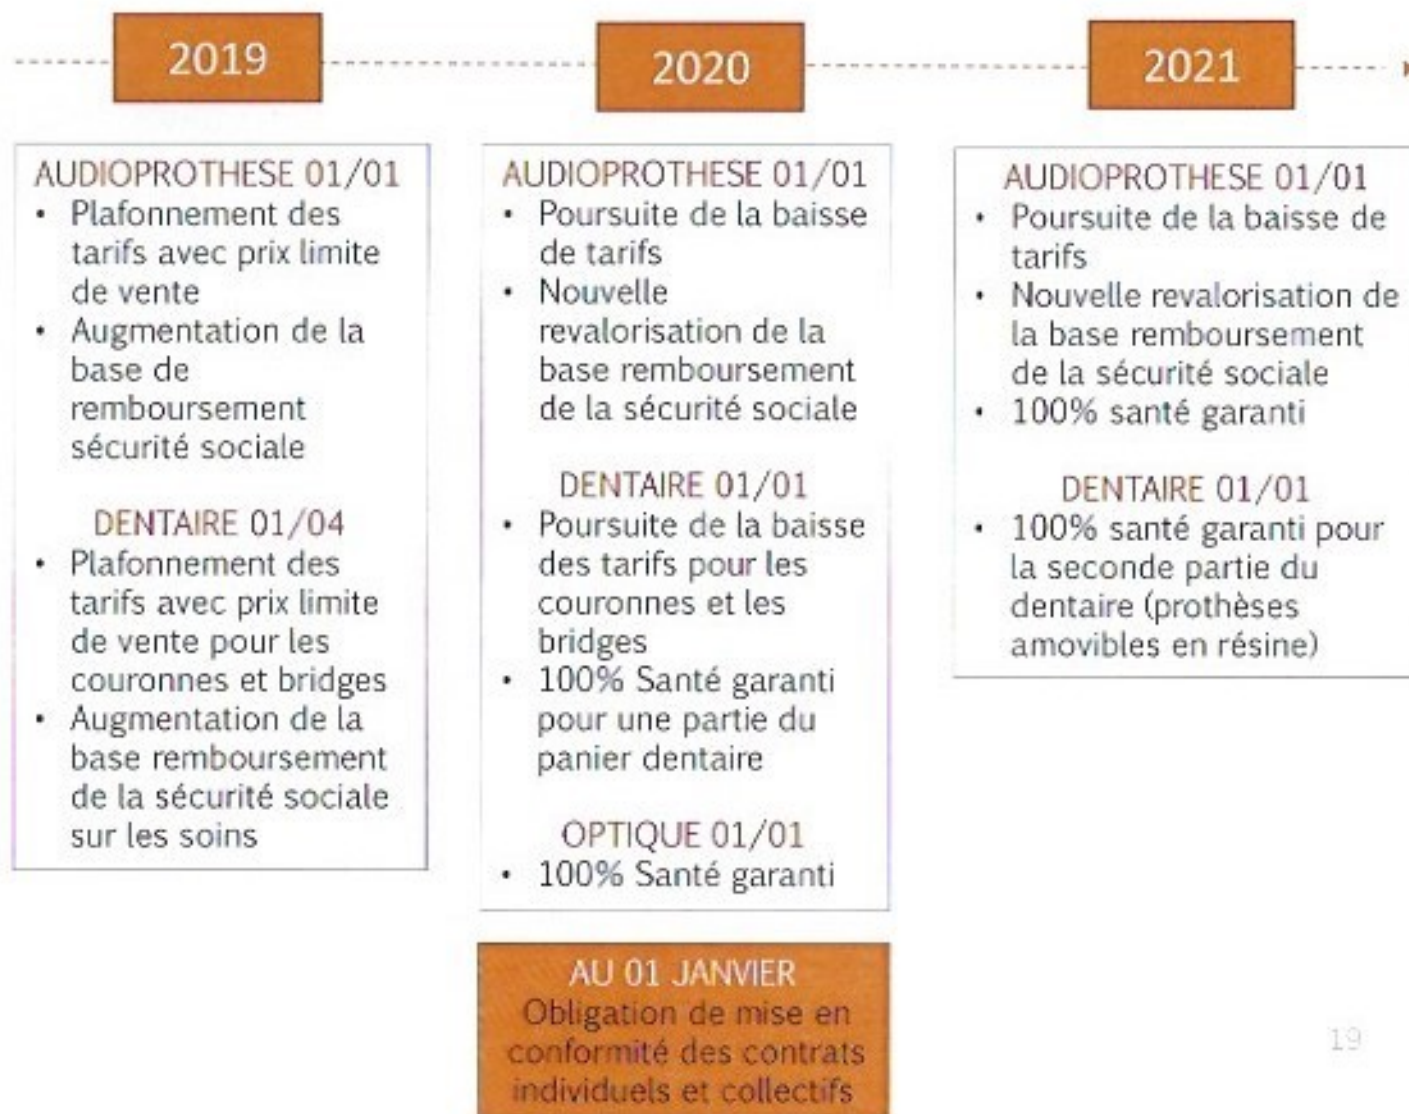 2019
AUDIOPROTHESE 01/01
• Plafonnement des
tarifs avec prix limite
de vente
• Augmentation de la
base de
remboursement
sécurité sociale
DENTAIRE 01/04
• Plafonnement des
tarifs avec prix limite
de vente pour les
couronnes et bridges
• Augmentation de la
base remboursement
de la sécurité sociale
sur les soins
2020
AUDIOPROTHESE 01/01
• Poursuite de la baisse
de tarifs
• Nouvelle
revalorisation de la
base remboursement
de la sécurité sociale
DENTAIRE 01/01
• Poursuite de la baisse
des tarifs pour les
couronnes et les
bridges
• 100% Santé garanti
pour une partie du
panier dentaire
OPTIQUE 01/01
• 100% Santé garanti
AU 01 JANVIER
Obligation de mise en
conformité des contrats
individuels et collectifs
2021
AUDIOPROTHESE 01/01
• Poursuite de la baisse de
tarifs
• Nouvelle revalorisation de
la base remboursement
de la sécurité sociale
• 100% santé garanti
DENTAIRE 01/01
• 100% santé garanti pour
la seconde partie du
dentaire (prothèses
amovibles en résine)
19